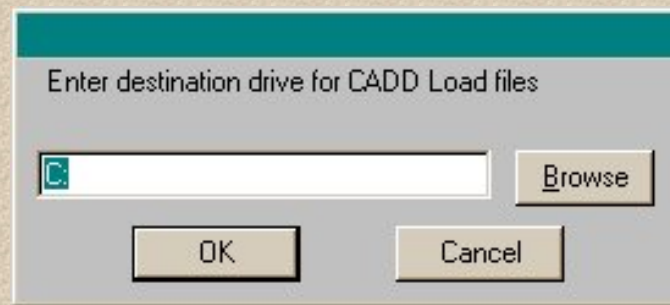 Enter destination drive for CADD Load files
C:
Browse
OK
Cancel